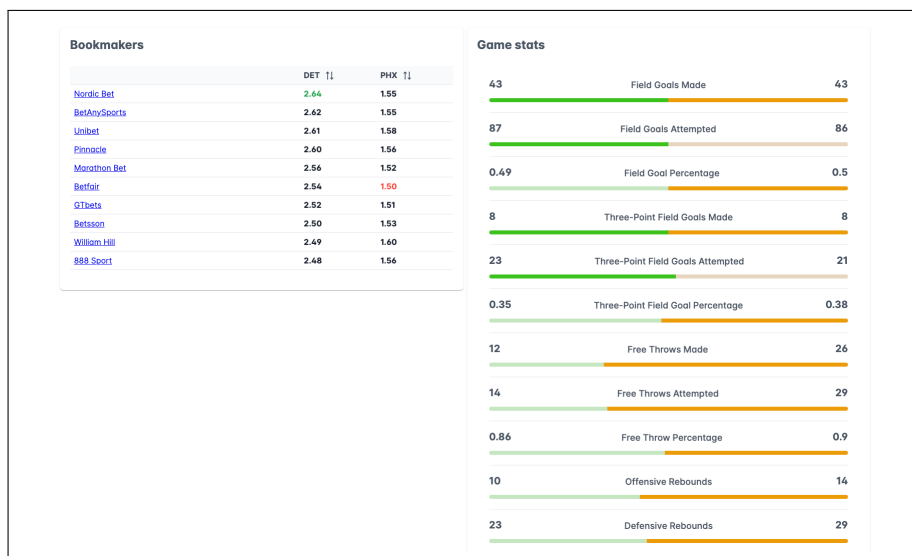 Bookmakers
DET ↑↓ PHX ↑↓
Nordic Bet 2.64 1.55
BetAnySports 2.62 1.55
Unibet 2.61 1.58
Pinnacle 2.60 1.56
Marathon Bet 2.56 1.52
Betfair 2.54 1.50
GTbets 2.52 1.51
Betsson 2.50 1.53
William Hill 2.49 1.60
888 Sport 2.48 1.56
Game stats
43 Field Goals Made 43
87 Field Goals Attempted 86
0.49 Field Goal Percentage 0.5
8 Three-Point Field Goals Made 8
23 Three-Point Field Goals Attempted 21
0.35 Three-Point Field Goal Percentage 0.38
12 Free Throws Made 26
14 Free Throws Attempted 29
0.86 Free Throw Percentage 0.9
10 Offensive Rebounds 14
23 Defensive Rebounds 29